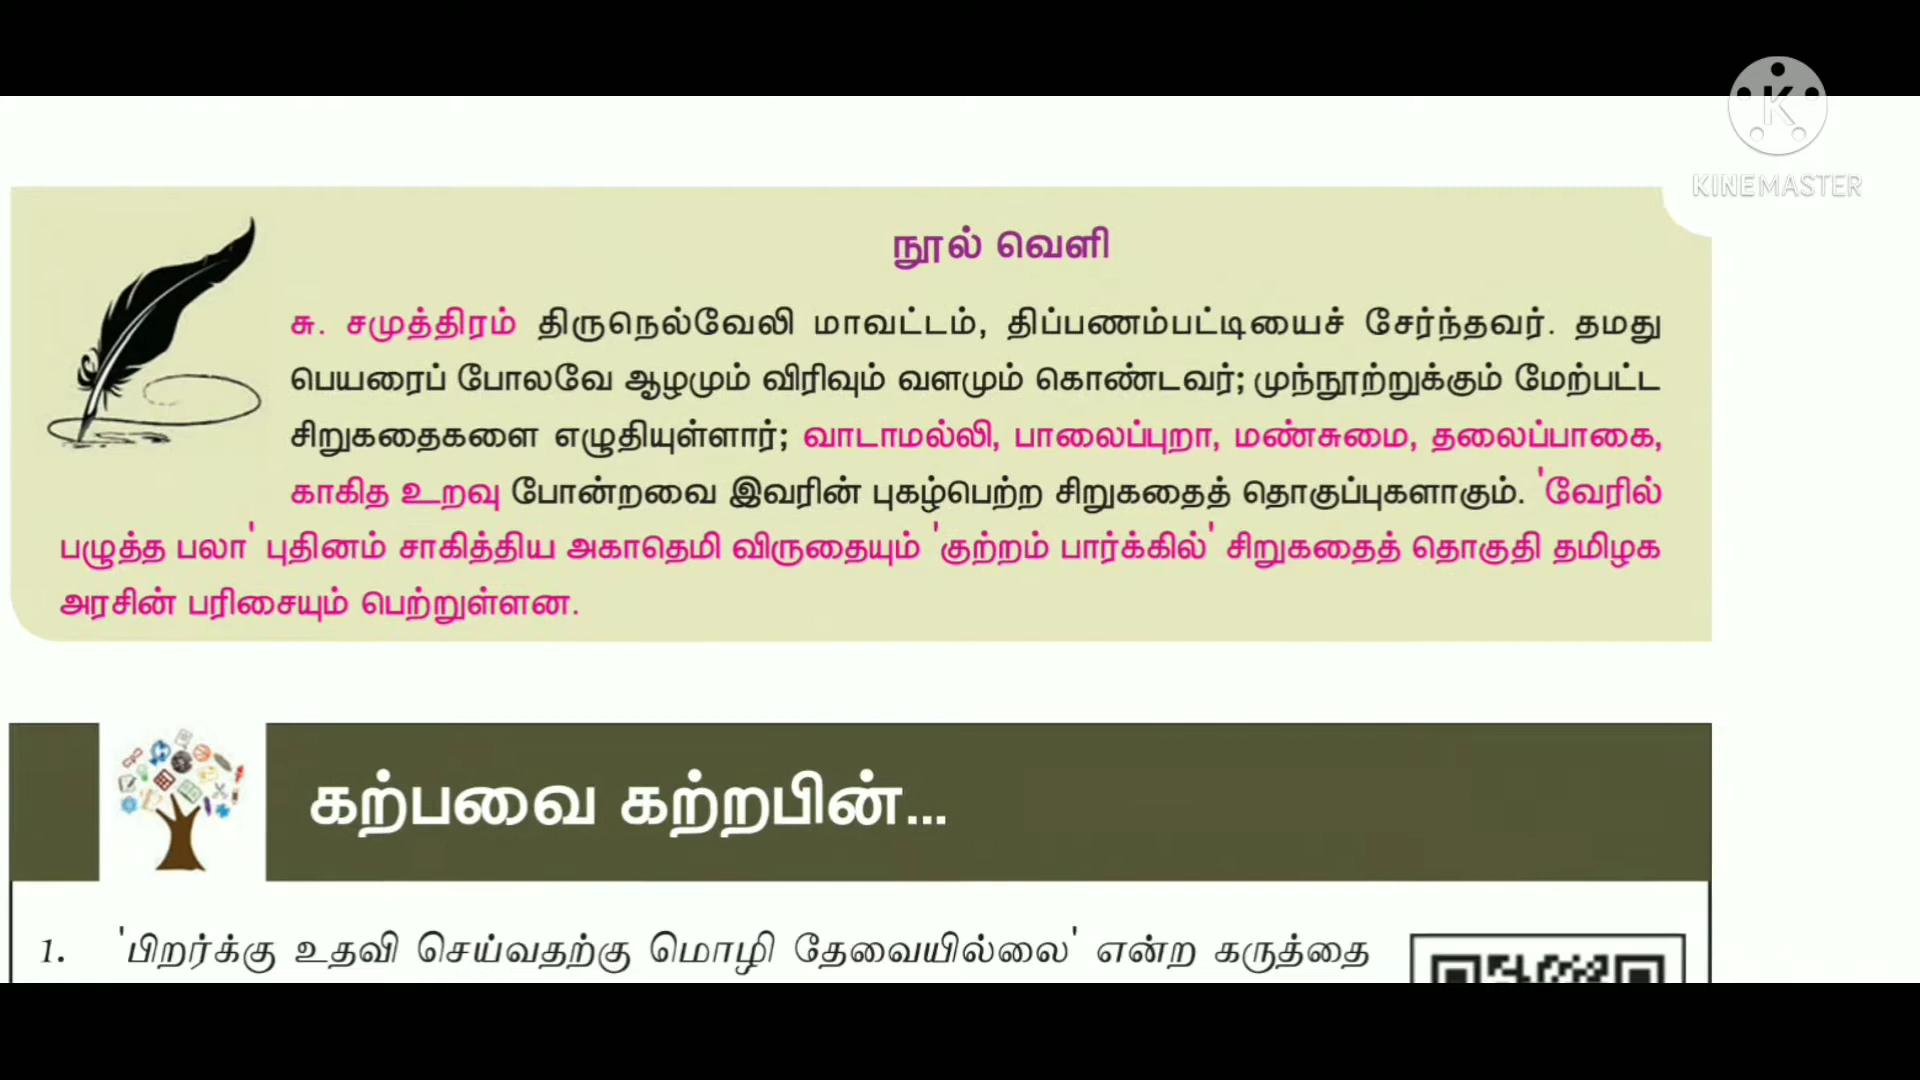 KINEMASTER
நூல் வெளி
சு. சமுத்திரம் திருநெல்வேலி மாவட்டம், திப்பணம்பட்டியைச் சேர்ந்தவர். தமது
பெயரைப் போலவே ஆழமும் விரிவும் வளமும் கொண்டவர்; முந்நூற்றுக்கும் மேற்பட்ட
சிறுகதைகளை எழுதியுள்ளார்; வாடாமல்லி, பாலைப்புறா, மண்சுமை, தலைப்பாகை,
காகித உறவு போன்றவை இவரின் புகழ்பெற்ற சிறுகதைத் தொகுப்புகளாகும். 'வேரில்
பழுத்த பலா' புதினம் சாகித்திய அகாதெமி விருதையும் 'குற்றம் பார்க்கில்' சிறுகதைத் தொகுதி தமிழக
அரசின் பரிசையும் பெற்றுள்ளன.
கற்பவை கற்றபின்...
1. 'பிறர்க்கு உதவி செய்வதற்கு மொழி தேவையில்லை' என்ற கருத்தை